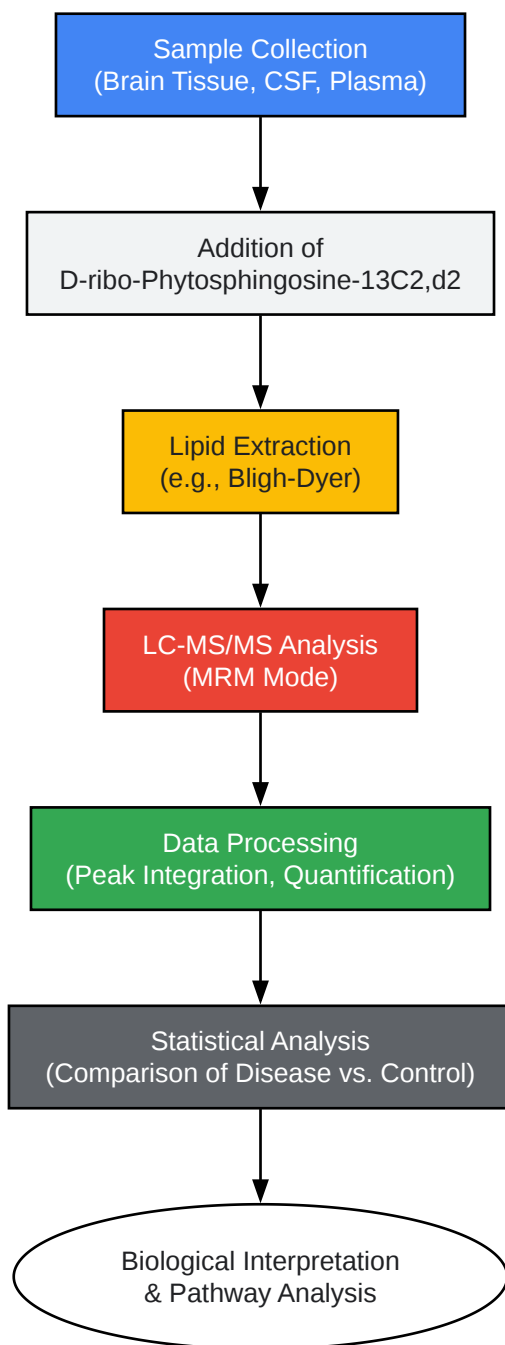 Sample Collection
(Brain Tissue, CSF, Plasma)
Addition of
D-ribo-Phytosphingosine-13C2,d2
Lipid Extraction
(e.g., Bligh-Dyer)
LC-MS/MS Analysis
(MRM Mode)
Data Processing
(Peak Integration, Quantification)
Statistical Analysis
(Comparison of Disease vs. Control)
Biological Interpretation
& Pathway Analysis